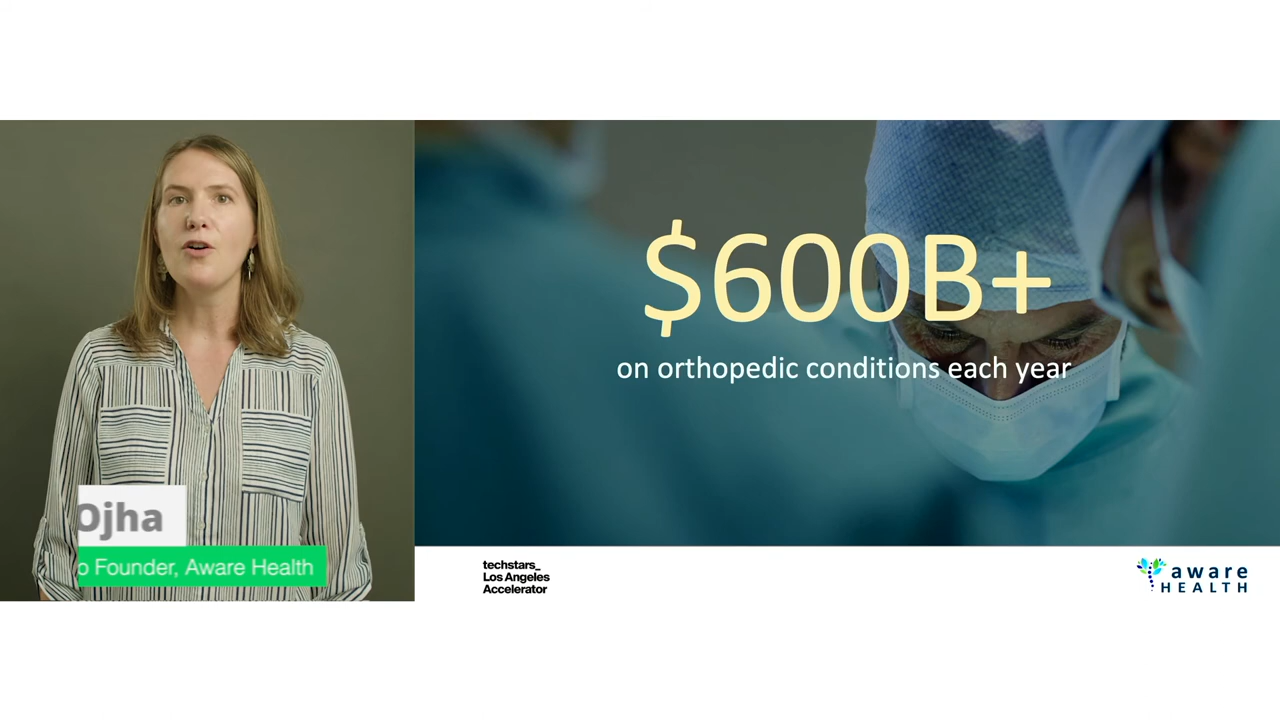 $600B+
on orthopedic conditions each year
Ojha
o Founder, Aware Health
techstars_
Los Angeles
Accelerator
aware
HEALTH